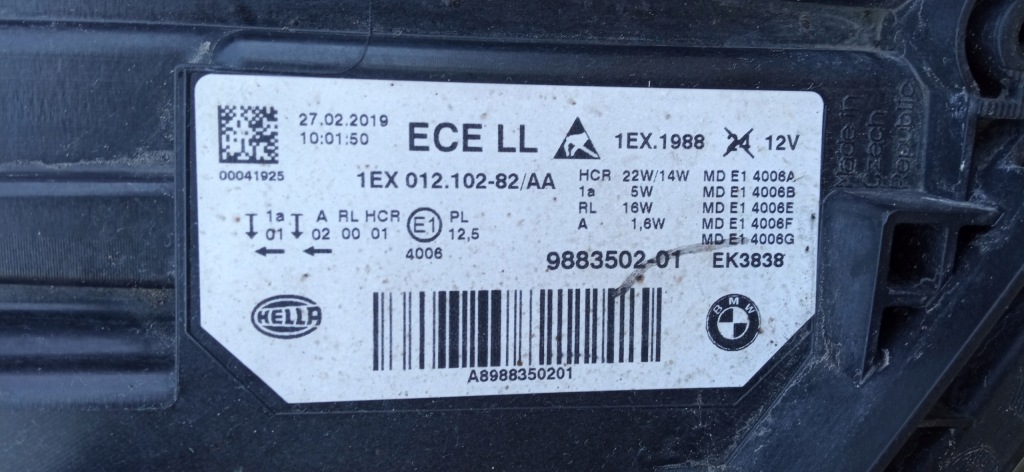 27.02.2019
10:01:50
00041925
ECE LL
1EX.1988 24 12V
1EX 012.102-82/AA
HCR 22W/14W MD E1 4006A
1a 5W MD E1 4006B
RL 16W MD E1 4006E
A 1,6W MD E1 4006F
MD E1 4006G
1a A RL HCR E1 PL
01 02 00 01 12,5
4006
9883502-01 EK3838
HELLA
BMW
A8988350201
Made in
Czech
Republic